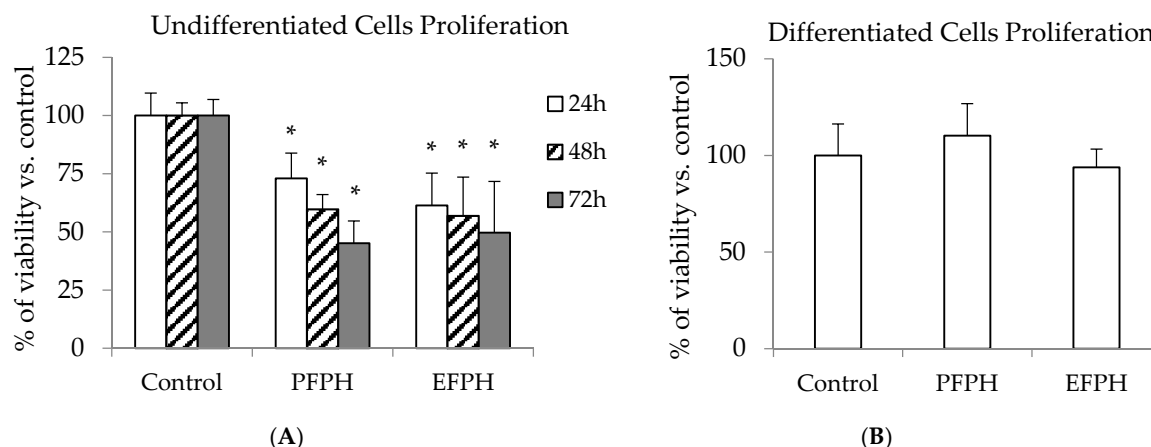 Undifferentiated Cells Proliferation
% of viability vs. control
125
100
75
50
25
0
* * *
* * *
Control PFPH EFPH
24h
48h
72h
(A)
Differentiated Cells Proliferation
% of viability vs. control
150
100
50
0
Control PFPH EFPH
(B)